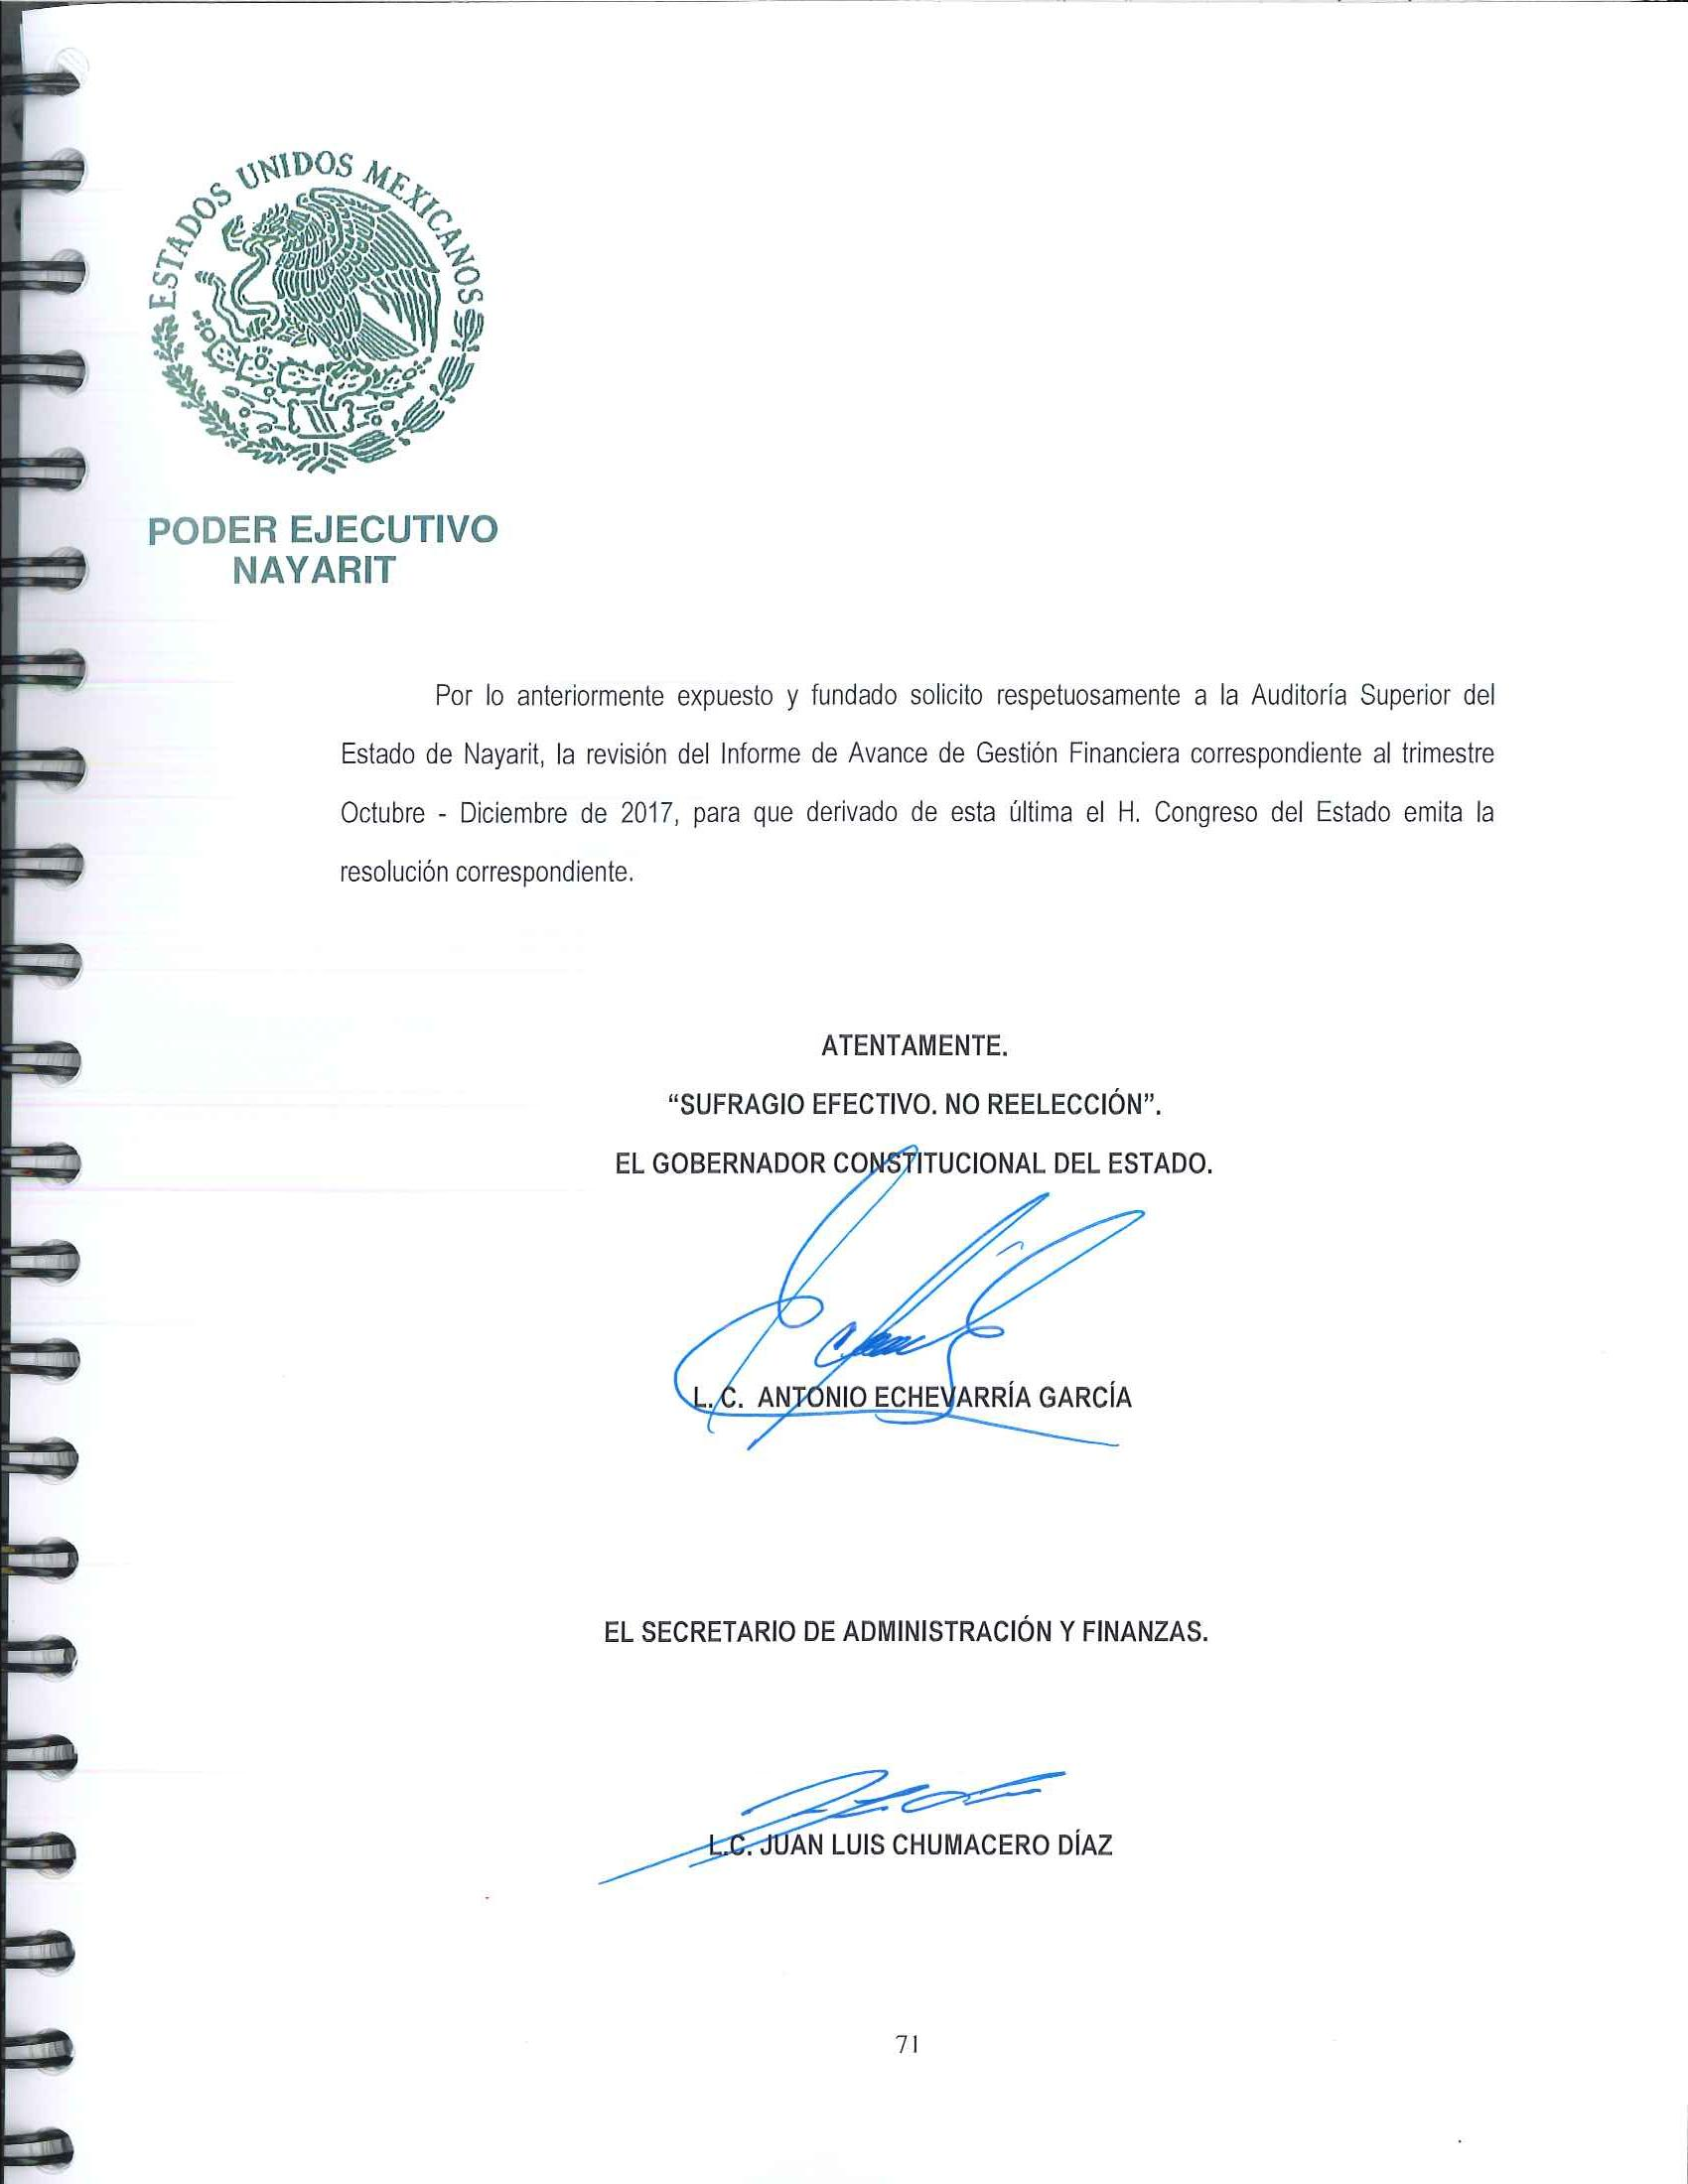 ESTADOS UNIDOS MEXICANOS
PODER EJECUTIVO
NAYARIT
Por lo anteriormente expuesto y fundado solicito respetuosamente a la Auditoría Superior del
Estado de Nayarit, la revisión del Informe de Avance de Gestión Financiera correspondiente al trimestre
Octubre - Diciembre de 2017, para que derivado de esta última el H. Congreso del Estado emita la
resolución correspondiente.
ATENTAMENTE.
“SUFRAGIO EFECTIVO. NO REELECCIÓN”.
EL GOBERNADOR CONSTITUCIONAL DEL ESTADO.
L. C. ANTONIO ECHEVARRÍA GARCÍA
EL SECRETARIO DE ADMINISTRACIÓN Y FINANZAS.
L.C. JUAN LUIS CHUMACERO DÍAZ
71